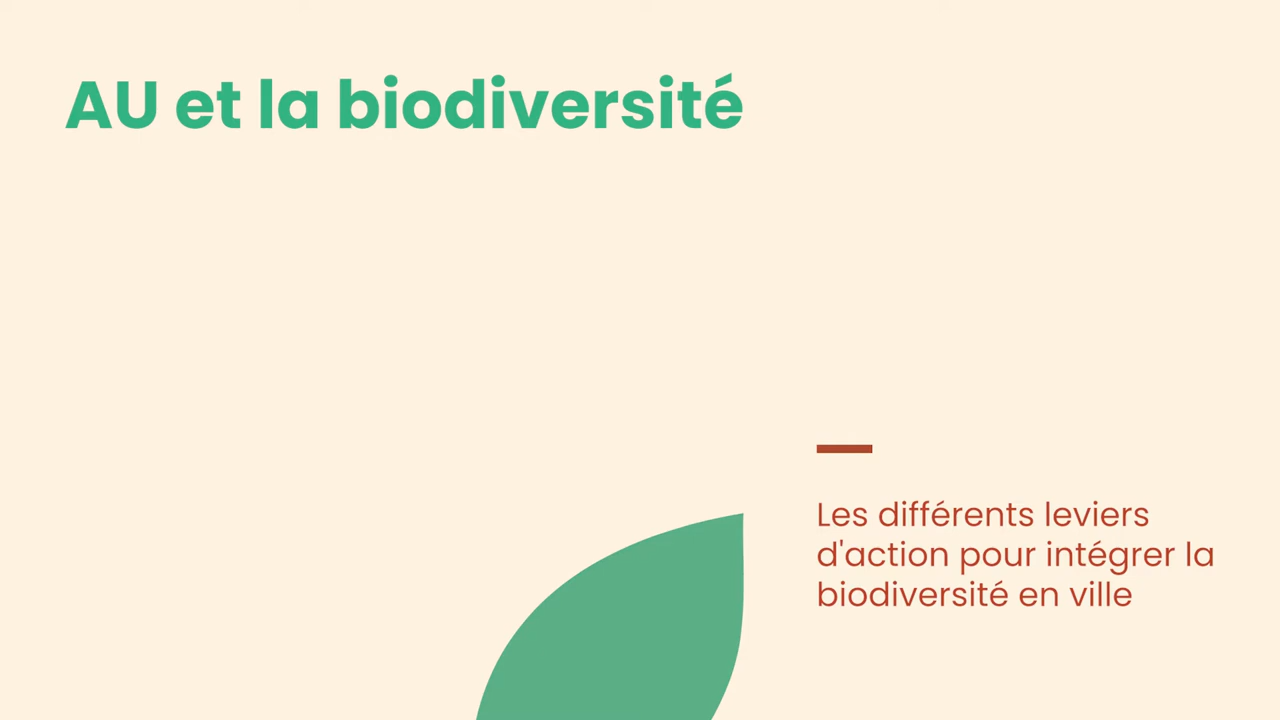 AU et la biodiversité
Les différents leviers
d'action pour intégrer la
biodiversité en ville